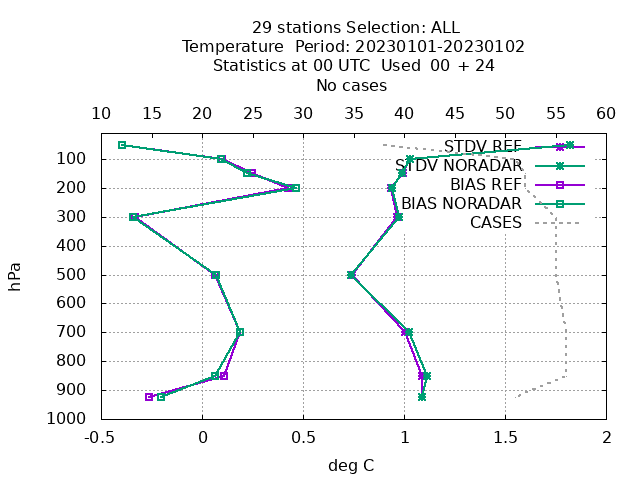 29 stations Selection: ALL
Temperature  Period: 20230101-20230102
Statistics at 00 UTC  Used  00 + 24
No cases
10 15 20 25 30 35 40 45 50 55 60
STDV REF
STDV NORADAR
BIAS REF
BIAS NORADAR
CASES
100
200
300
400
500
600
700
800
900
1000
hPa
-0.5 0 0.5 1 1.5 2
deg C